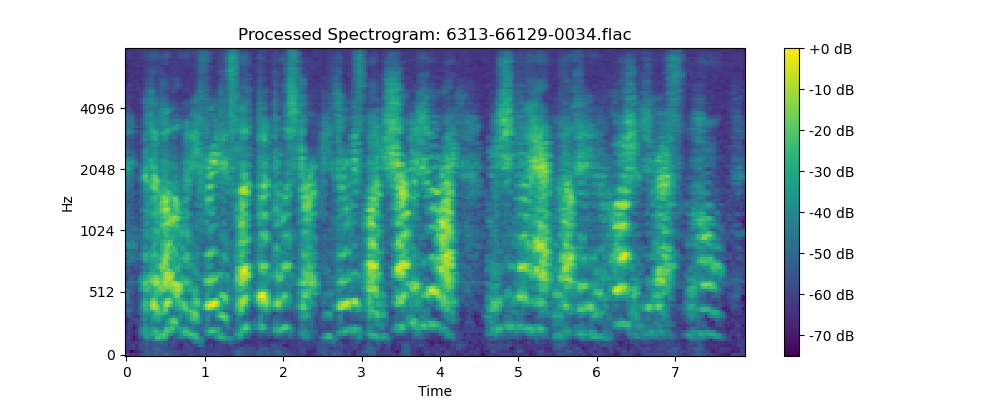 Processed Spectrogram: 6313-66129-0034.flac
Hz
4096
2048
1024
512
0
0 1 2 3 4 5 6 7
Time
+0 dB
-10 dB
-20 dB
-30 dB
-40 dB
-50 dB
-60 dB
-70 dB